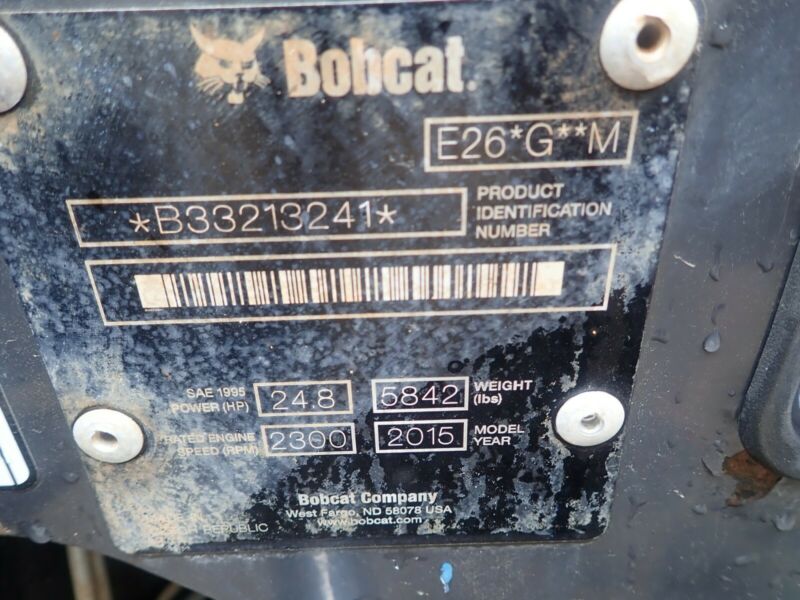 Bobcat.
E26*G**M
*B33213241*
PRODUCT
IDENTIFICATION
NUMBER
SAE 1995
POWER (HP)
24.8
5842
WEIGHT
(lbs)
RATED ENGINE
SPEED (RPM)
2300
2015
MODEL
YEAR
Bobcat Company
West Fargo, ND 58078 USA
www.bobcat.com
REPUBLIC